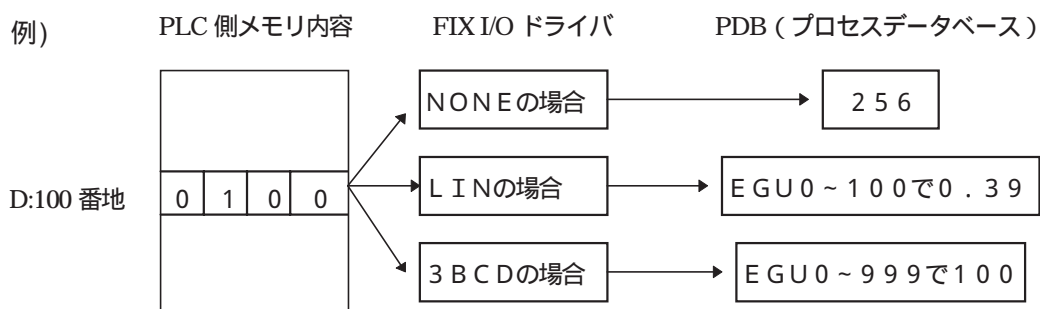 例) PLC 側メモリ内容 FIX I/O ドライバ PDB（プロセスデータベース）
ＮＯＮＥの場合 ２５６
D:100 番地 ０ １ ０ ０ ＬＩＮの場合 ＥＧＵ０～１００で０．３９
３ＢＣＤの場合 ＥＧＵ０～９９９で１００